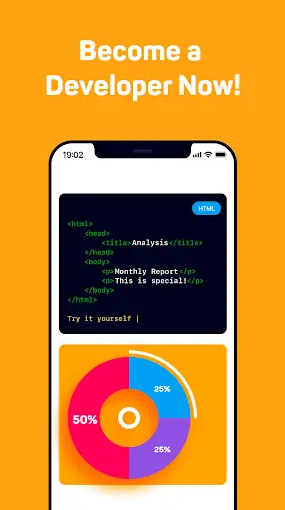 Become a
Developer Now!
19:02
HTML
<html>
<head>
<title>Analysis</title>
</head>
<body>
<p>Monthly Report</p>
<p>This is special!</p>
</body>
</html>
Try it yourself |
25%
50%
25%